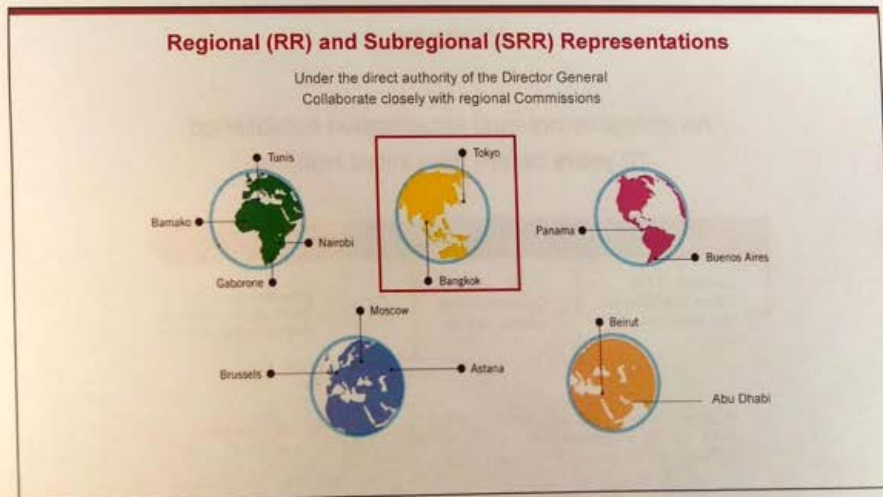 Regional (RR) and Subregional (SRR) Representations
Under the direct authority of the Director General
Collaborate closely with regional Commissions
Tunis
Bamako
Nairobi
Gaborone
Tokyo
Bangkok
Panama
Buenos Aires
Moscow
Brussels
Astana
Beirut
Abu Dhabi